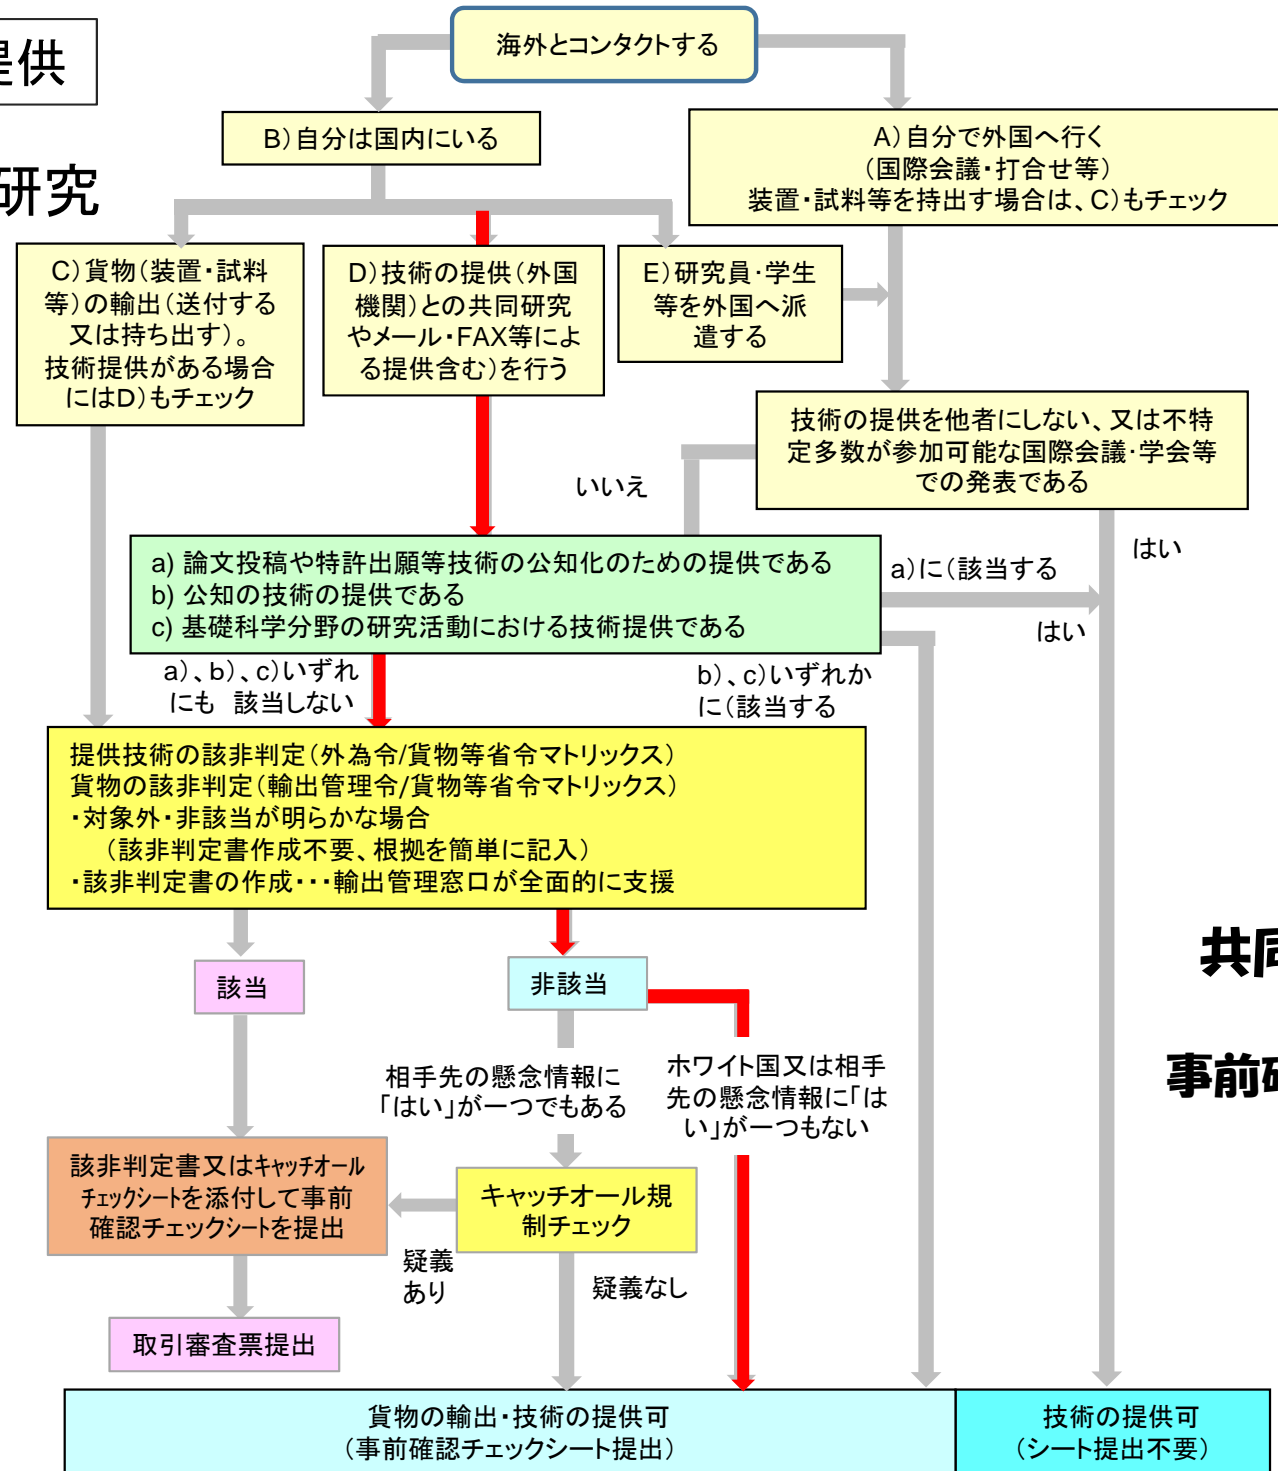 提供
研究
海外とコンタクトする
B)自分は国内にいる
A)自分で外国へ行く
(国際会議・打合せ等)
装置・試料等を持出す場合は、C)もチェック
C)貨物(装置・試料
等)の輸出(送付する
又は持ち出す)。
技術提供がある場合
にはD)もチェック
D)技術の提供(外国
機関)との共同研究
やメール・FAX等によ
る提供含む)を行う
E)研究員・学生
等を外国へ派
遣する
技術の提供を他者にしない、又は不特
定多数が参加可能な国際会議・学会等
での発表である
いいえ
はい
a) 論文投稿や特許出願等技術の公知化のための提供である
b) 公知の技術の提供である
c) 基礎科学分野の研究活動における技術提供である
a)に(該当する
はい
a)、b)、c)いずれ
にも 該当しない
b)、c)いずれか
に(該当する
提供技術の該非判定(外為令/貨物等省令マトリックス)
貨物の該非判定(輸出管理令/貨物等省令マトリックス)
・対象外・非該当が明らかな場合
(該非判定書作成不要、根拠を簡単に記入)
・該非判定書の作成・・・輸出管理窓口が全面的に支援
該当
非該当
共同
事前確
相手先の懸念情報に
「はい」が一つでもある
ホワイト国又は相手
先の懸念情報に「は
い」が一つもない
該非判定書又はキャッチオール
チェックシートを添付して事前
確認チェックシートを提出
キャッチオール規
制チェック
疑義
あり
疑義なし
取引審査票提出
貨物の輸出・技術の提供可
(事前確認チェックシート提出)
技術の提供可
(シート提出不要)